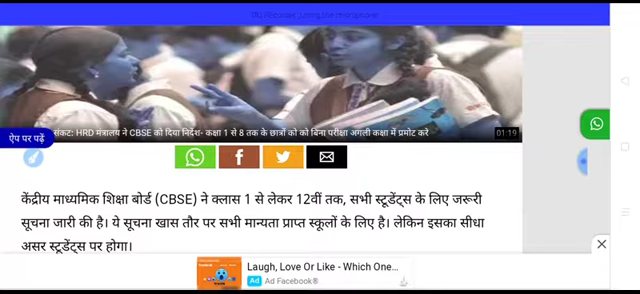 संकट: HRD मंत्रालय ने CBSE को दिया निर्देश- कक्षा 1 से 8 तक के छात्रों को को बिना परीक्षा अगली कक्षा में प्रमोट करे
01:19
ऐप पर पढ़ें
केंद्रीय माध्यमिक शिक्षा बोर्ड (CBSE) ने क्लास 1 से लेकर 12वीं तक, सभी स्टूडेंट्स के लिए जरूरी
सूचना जारी की है। ये सूचना खास तौर पर सभी मान्यता प्राप्त स्कूलों के लिए है। लेकिन इसका सीधा
असर स्टूडेंट्स पर होगा।
Laugh, Love Or Like - Which One...
Ad Ad Facebook®